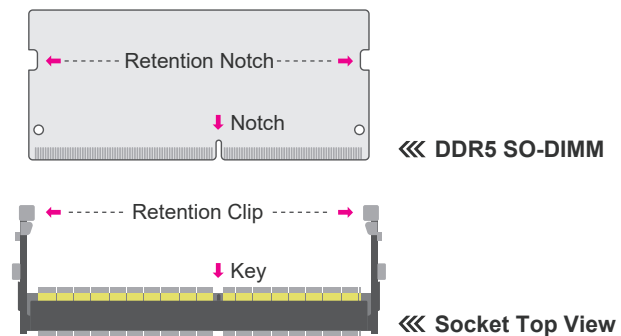 Retention Notch
Notch
DDR5 SO-DIMM
Retention Clip
Key
Socket Top View